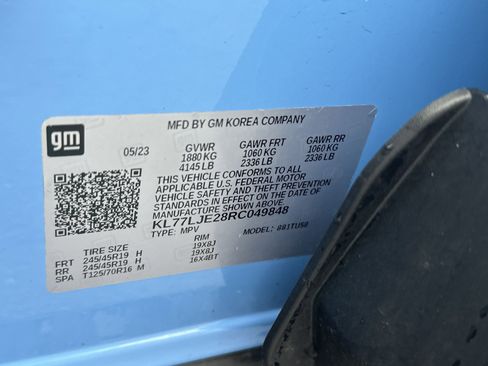 MFD BY GM KOREA COMPANY
gm
05/23 GVWR GAWR FRT GAWR RR
1880 KG 1060 KG 1060 KG
4145 LB 2336 LB 2336 LB
THIS VEHICLE CONFORMS TO ALL
APPLICABLE U.S. FEDERAL MOTOR
VEHICLE SAFETY AND THEFT PREVENTION
STANDARDS IN EFFECT ON THE DATE OF
MANUFACTURE SHOWN ABOVE.
KL77LJE28RC049848
TYPE: MPV MODEL: 881TU58
TIRE SIZE RIM
FRT 245/45R19 H 19X8J
RR 245/45R19 H 19X8J
SPA T125/70R16 M 16X4BT